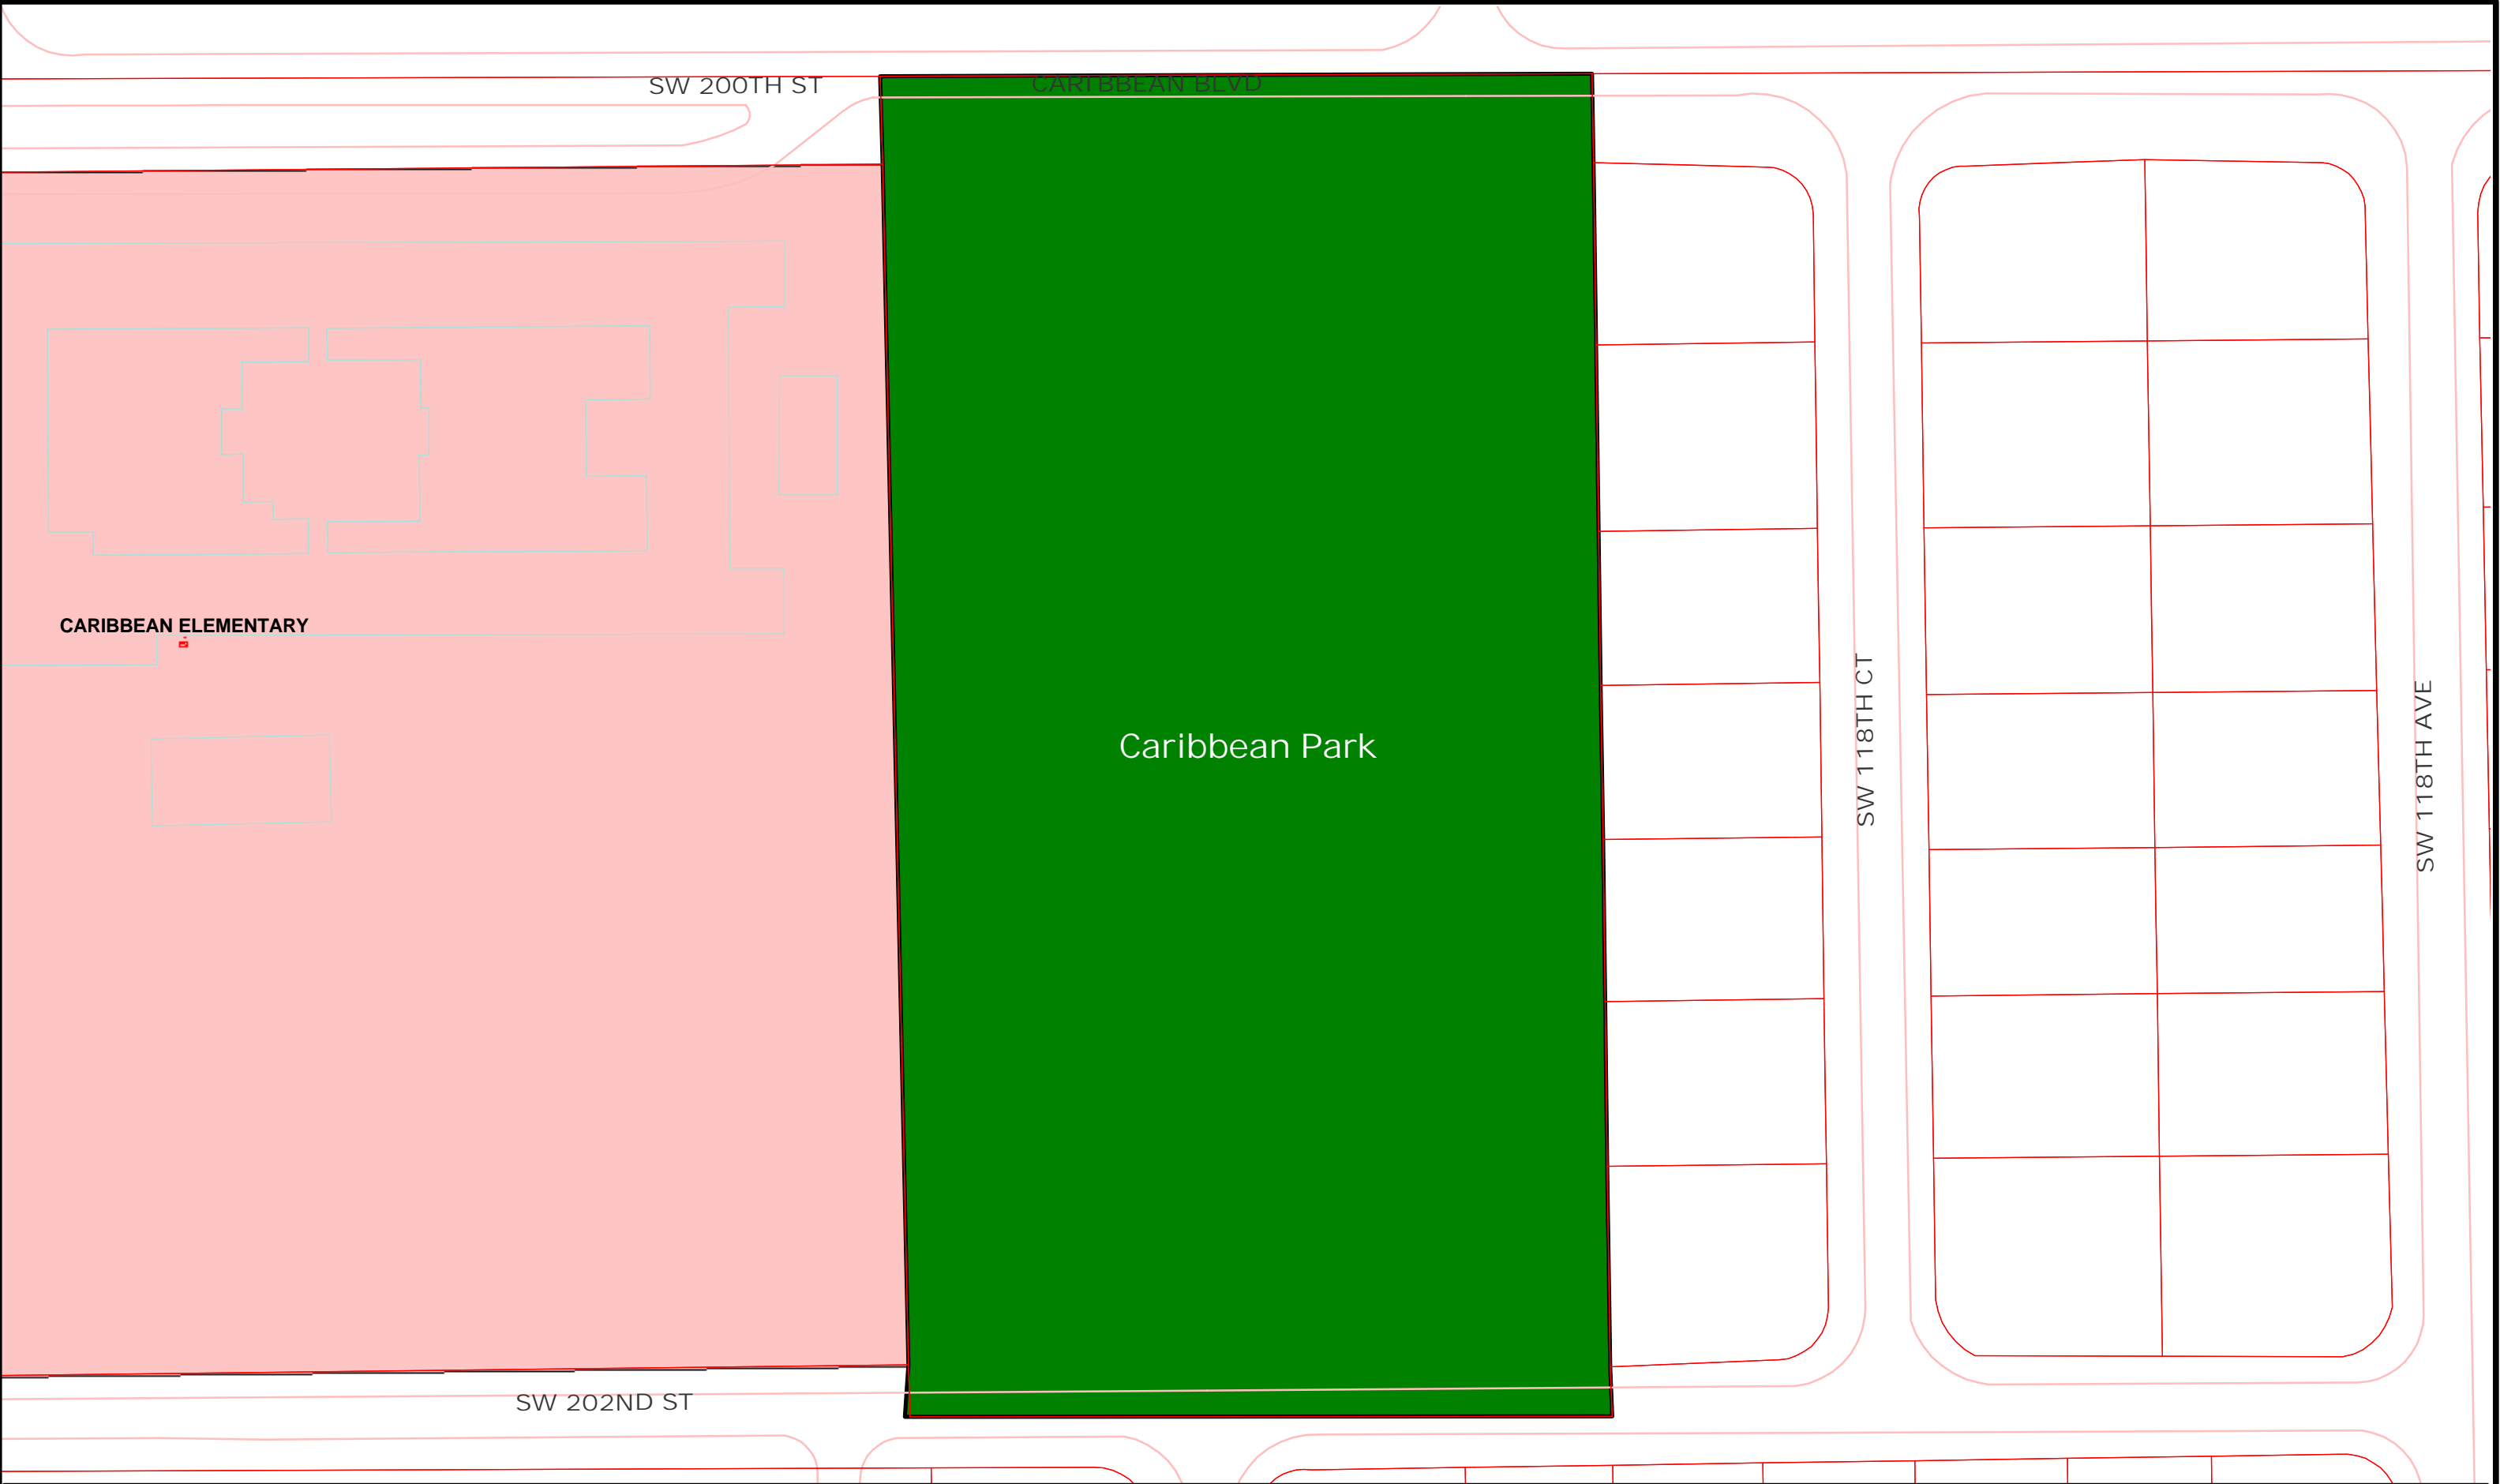 SW 200TH ST
CARIBBEAN BLVD
CARIBBEAN ELEMENTARY
Caribbean Park
SW 118TH CT
SW 118TH AVE
SW 202ND ST